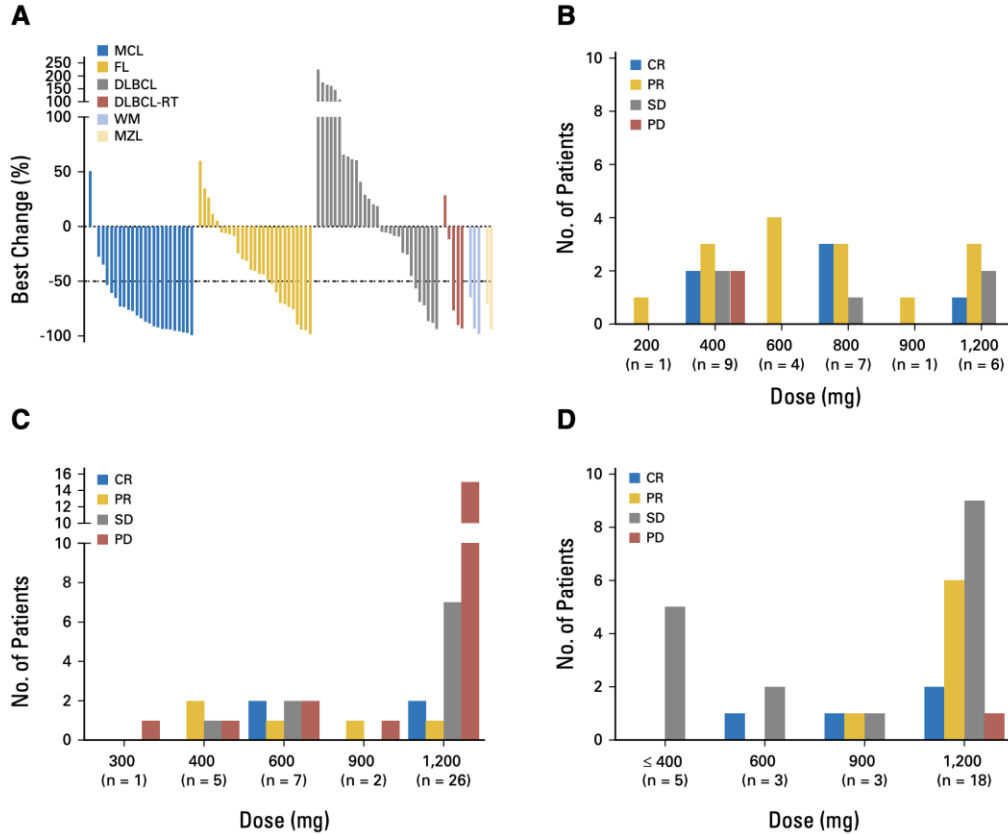 A
MCL
FL
DLBCL
DLBCL-RT
WM
MZL
250
200
150
100
100
50
0
-50
-100
Best Change (%)
B
CR
PR
SD
PD
10
8
6
4
2
0
No. of Patients
200 400 600 800 900 1,200
(n = 1) (n = 9) (n = 4) (n = 7) (n = 1) (n = 6)
Dose (mg)
C
CR
PR
SD
PD
16
14
12
10
10
8
6
4
2
0
No. of Patients
300 400 600 900 1,200
(n = 1) (n = 5) (n = 7) (n = 2) (n = 26)
Dose (mg)
D
CR
PR
SD
PD
10
8
6
4
2
0
No. of Patients
≤ 400 600 900 1,200
(n = 5) (n = 3) (n = 3) (n = 18)
Dose (mg)